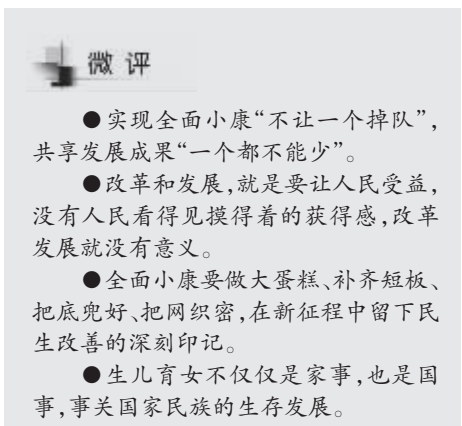 微 评
●实现全面小康“不让一个掉队”，
共享发展成果“一个都不能少”。
●改革和发展，就是要让人民受益，
没有人民看得见摸得着的获得感，改革
发展就没有意义。
●全面小康要做大蛋糕、补齐短板、
把底兜好、把网织密，在新征程中留下民
生改善的深刻印记。
●生儿育女不仅仅是家事，也是国
事，事关国家民族的生存发展。